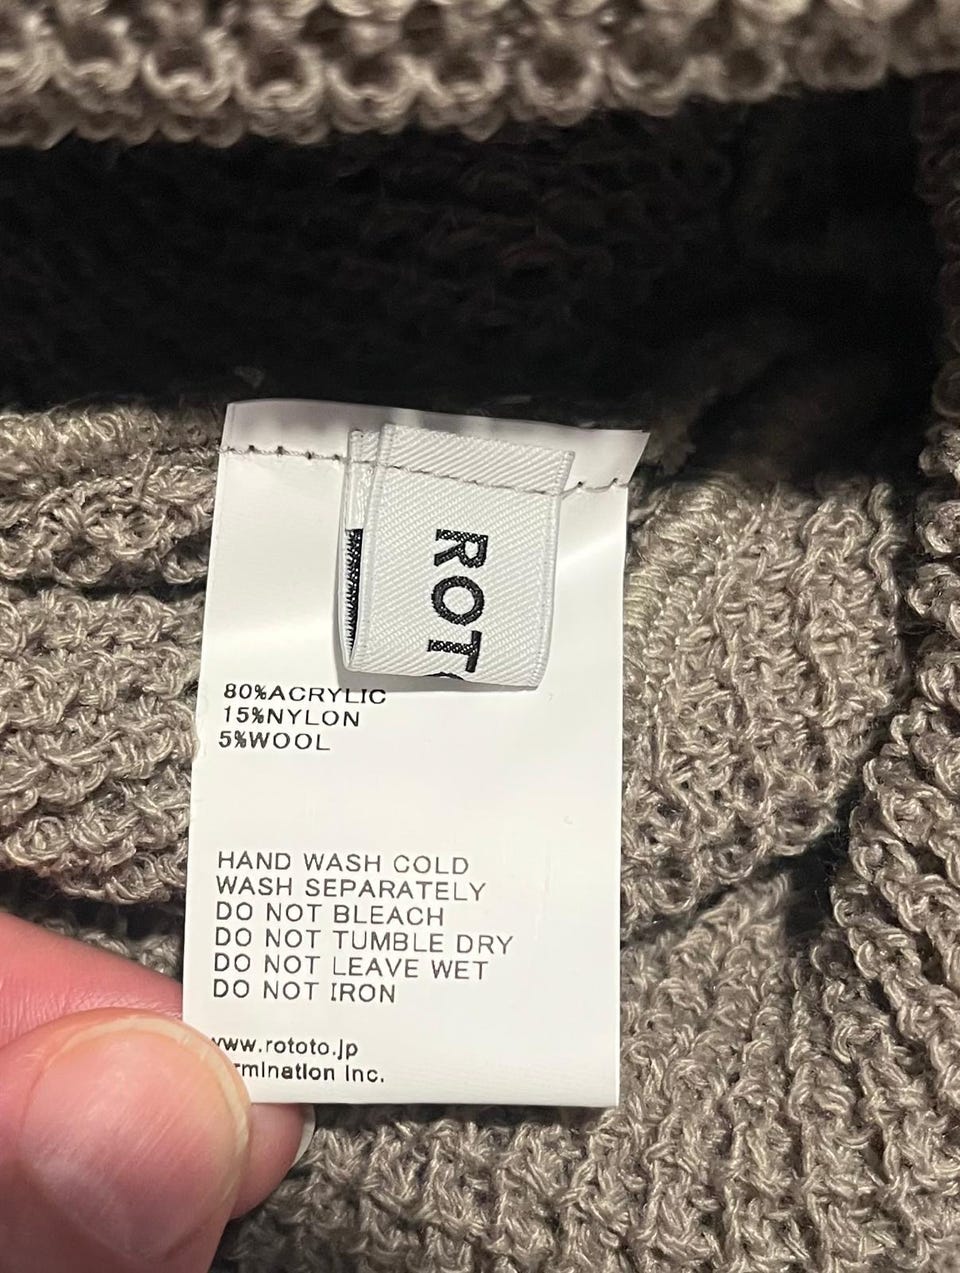 ROT
80%ACRYLIC
15%NYLON
5%WOOL
HAND WASH COLD
WASH SEPARATELY
DO NOT BLEACH
DO NOT TUMBLE DRY
DO NOT LEAVE WET
DO NOT IRON
www.rototo.jp
rmination Inc.